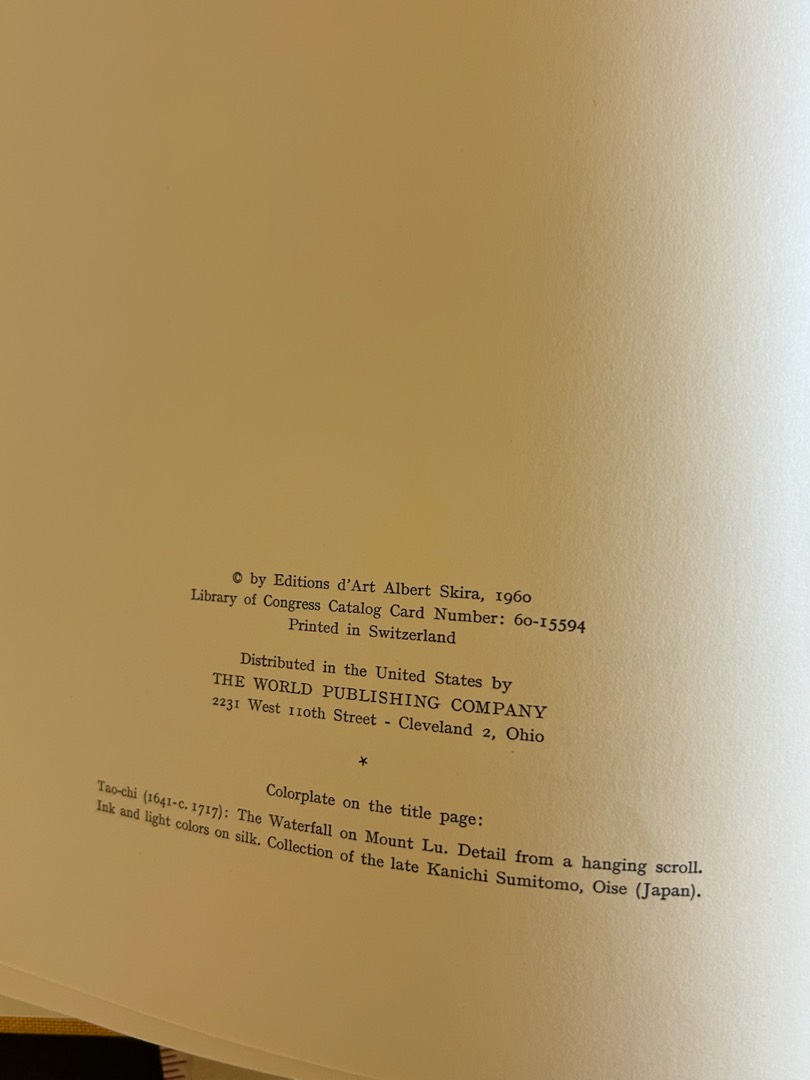 © by Editions d'Art Albert Skira, 1960
Library of Congress Catalog Card Number: 60-15594
Printed in Switzerland
Distributed in the United States by
THE WORLD PUBLISHING COMPANY
2231 West 110th Street - Cleveland 2, Ohio
*
Colorplate on the title page:
Tao-chi (1641-c. 1717): The Waterfall on Mount Lu. Detail from a hanging scroll.
Ink and light colors on silk. Collection of the late Kanichi Sumitomo, Oise (Japan).